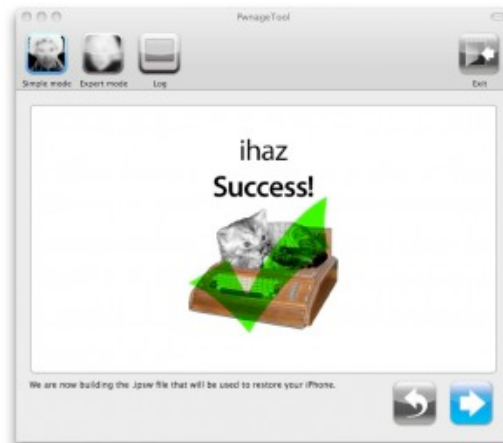 PwnageTool
Simple mode Expert mode Log Exit
ihaz
Success!
We are now building the .ipsw file that will be used to restore your iPhone.